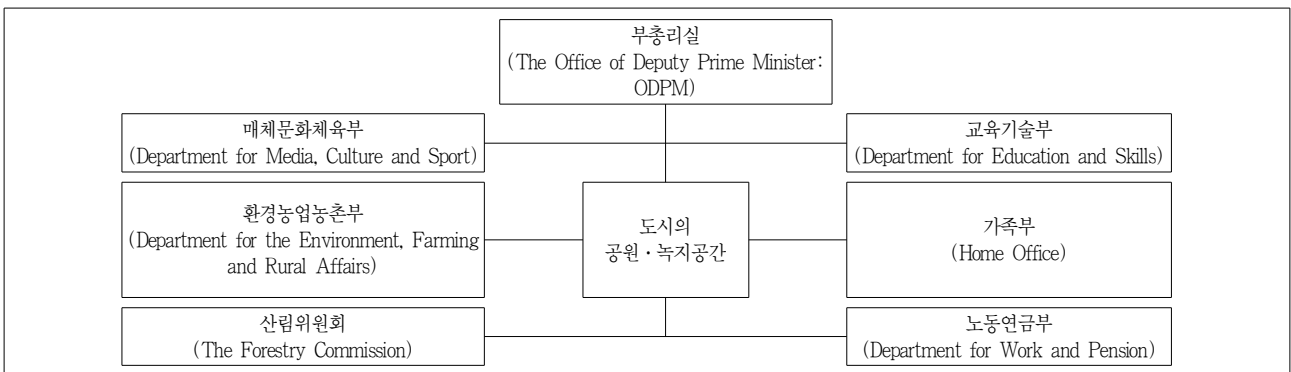 부총리실
(The Office of Deputy Prime Minister:
ODPM)
매체문화체육부
(Department for Media, Culture and Sport)
교육기술부
(Department for Education and Skills)
환경농업농촌부
(Department for the Environment, Farming
and Rural Affairs)
도시의
공원·녹지공간
가족부
(Home Office)
산림위원회
(The Forestry Commission)
노동연금부
(Department for Work and Pension)